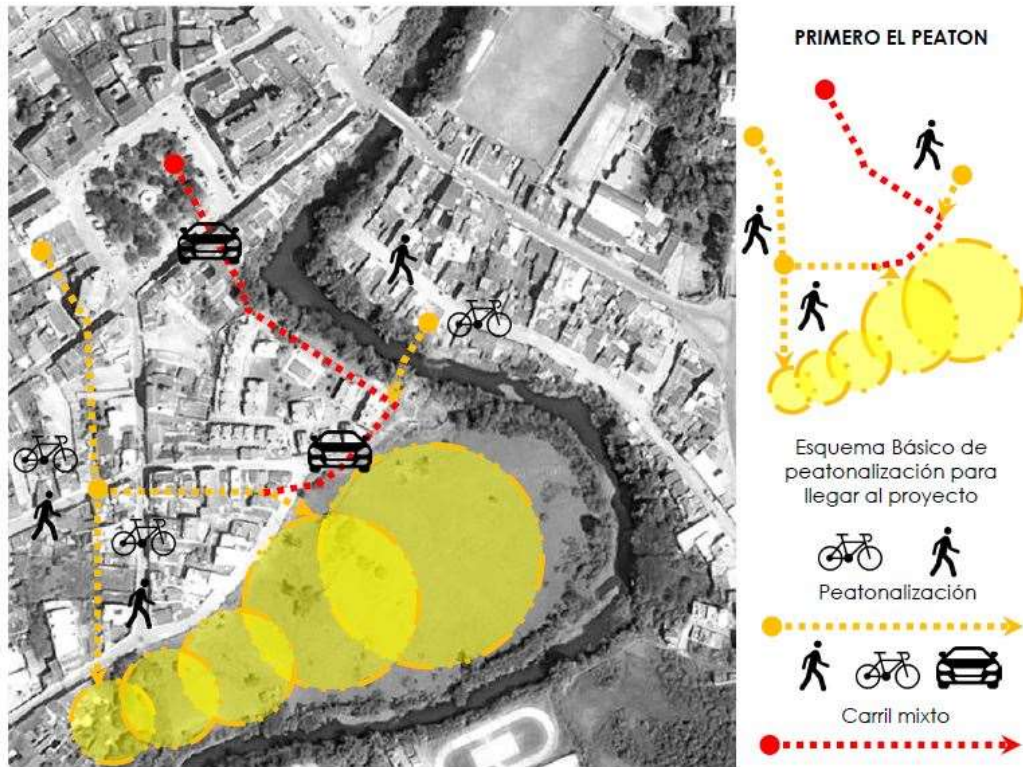 PRIMERO EL PEATON
Esquema Básico de
peatonalización para
llegar al proyecto
Peatonalización
Carril mixto